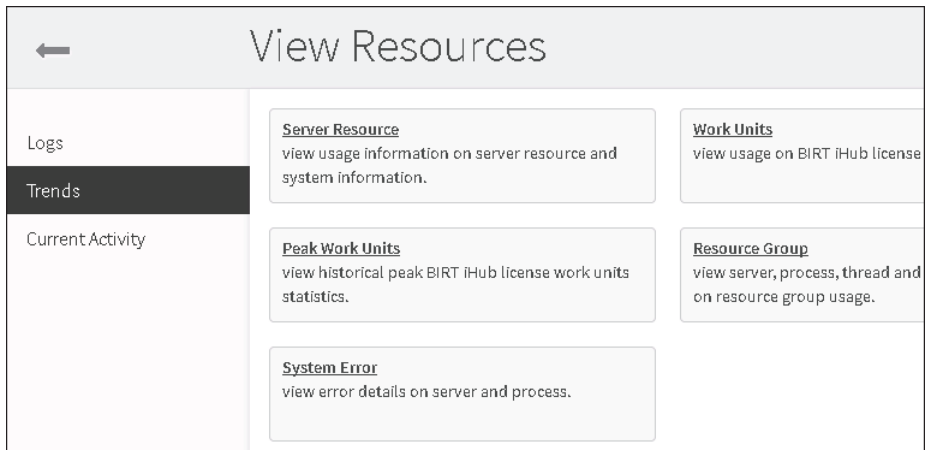 View Resources
Logs
Trends
Current Activity
Server Resource
view usage information on server resource and
system information.
Work Units
view usage on BIRT iHub license
Peak Work Units
view historical peak BIRT iHub license work units
statistics.
Resource Group
view server, process, thread and
on resource group usage.
System Error
view error details on server and process.